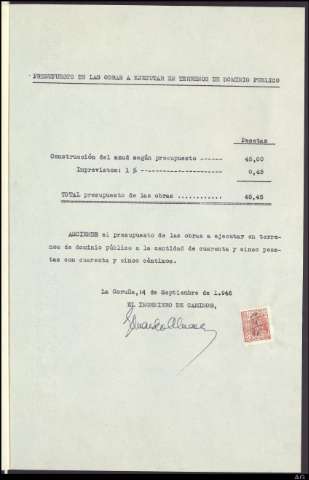 PRESUPUESTO DE LAS OBRAS A EJECUTAR EN TERRENOS DE DOMINIO PUBLICO
Pesetas
Construcción del azud según presupuesto ------ 45,00
Imprevistos: 1 % -------------------- 0,45
TOTAL presupuesto de las obras ............ 45,45
ASCIENDE el presupuesto de las obras a ejecutar en terre-
nos de dominio público a la cantidad de cuarenta y cinco pese-
tas con cuarenta y cinco céntimos.
La Coruña, 14 de Septiembre de 1.948
EL INGENIERO DE CAMINOS,